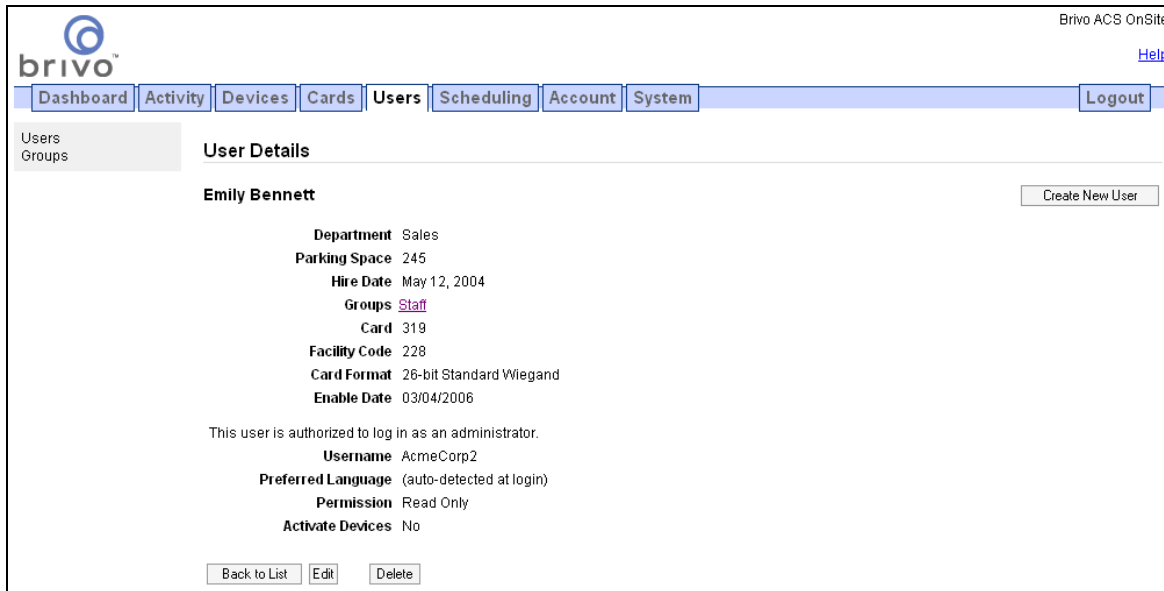 Brivo ACS OnSite
brivo™
Help
Dashboard Activity Devices Cards Users Scheduling Account System Logout
Users
Groups
User Details
Emily Bennett
Create New User
Department Sales
Parking Space 245
Hire Date May 12, 2004
Groups Staff
Card 319
Facility Code 228
Card Format 26-bit Standard Wiegand
Enable Date 03/04/2006
This user is authorized to log in as an administrator.
Username AcmeCorp2
Preferred Language (auto-detected at login)
Permission Read Only
Activate Devices No
Back to List Edit Delete